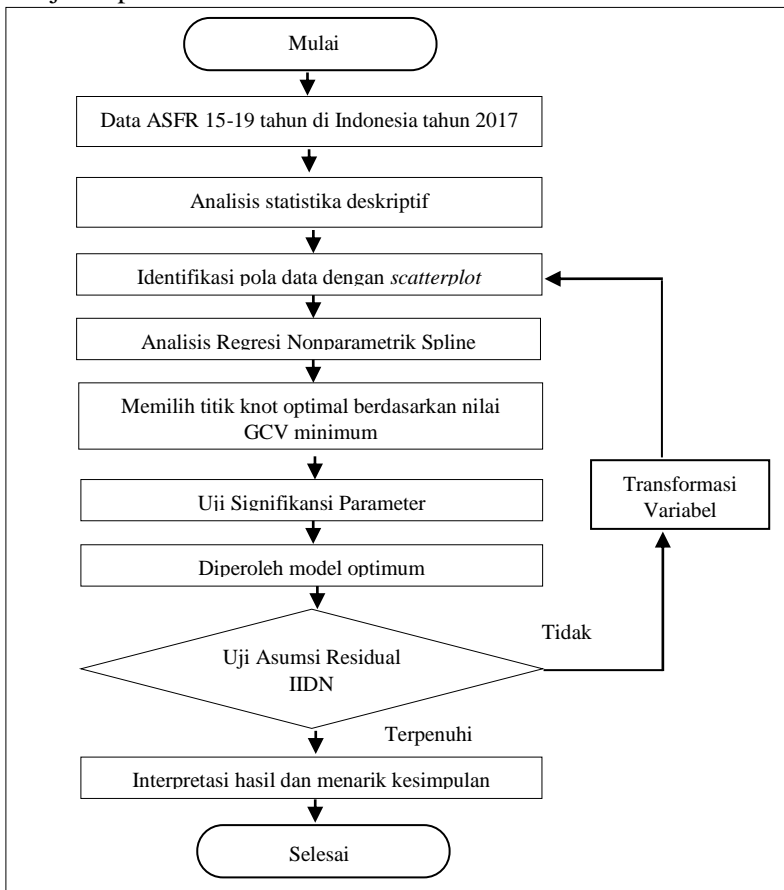 Mulai
Data ASFR 15-19 tahun di Indonesia tahun 2017
Analisis statistika deskriptif
Identifikasi pola data dengan scatterplot
Analisis Regresi Nonparametrik Spline
Memilih titik knot optimal berdasarkan nilai
GCV minimum
Uji Signifikansi Parameter
Transformasi
Variabel
Diperoleh model optimum
Uji Asumsi Residual
IIDN
Tidak
Terpenuhi
Interpretasi hasil dan menarik kesimpulan
Selesai